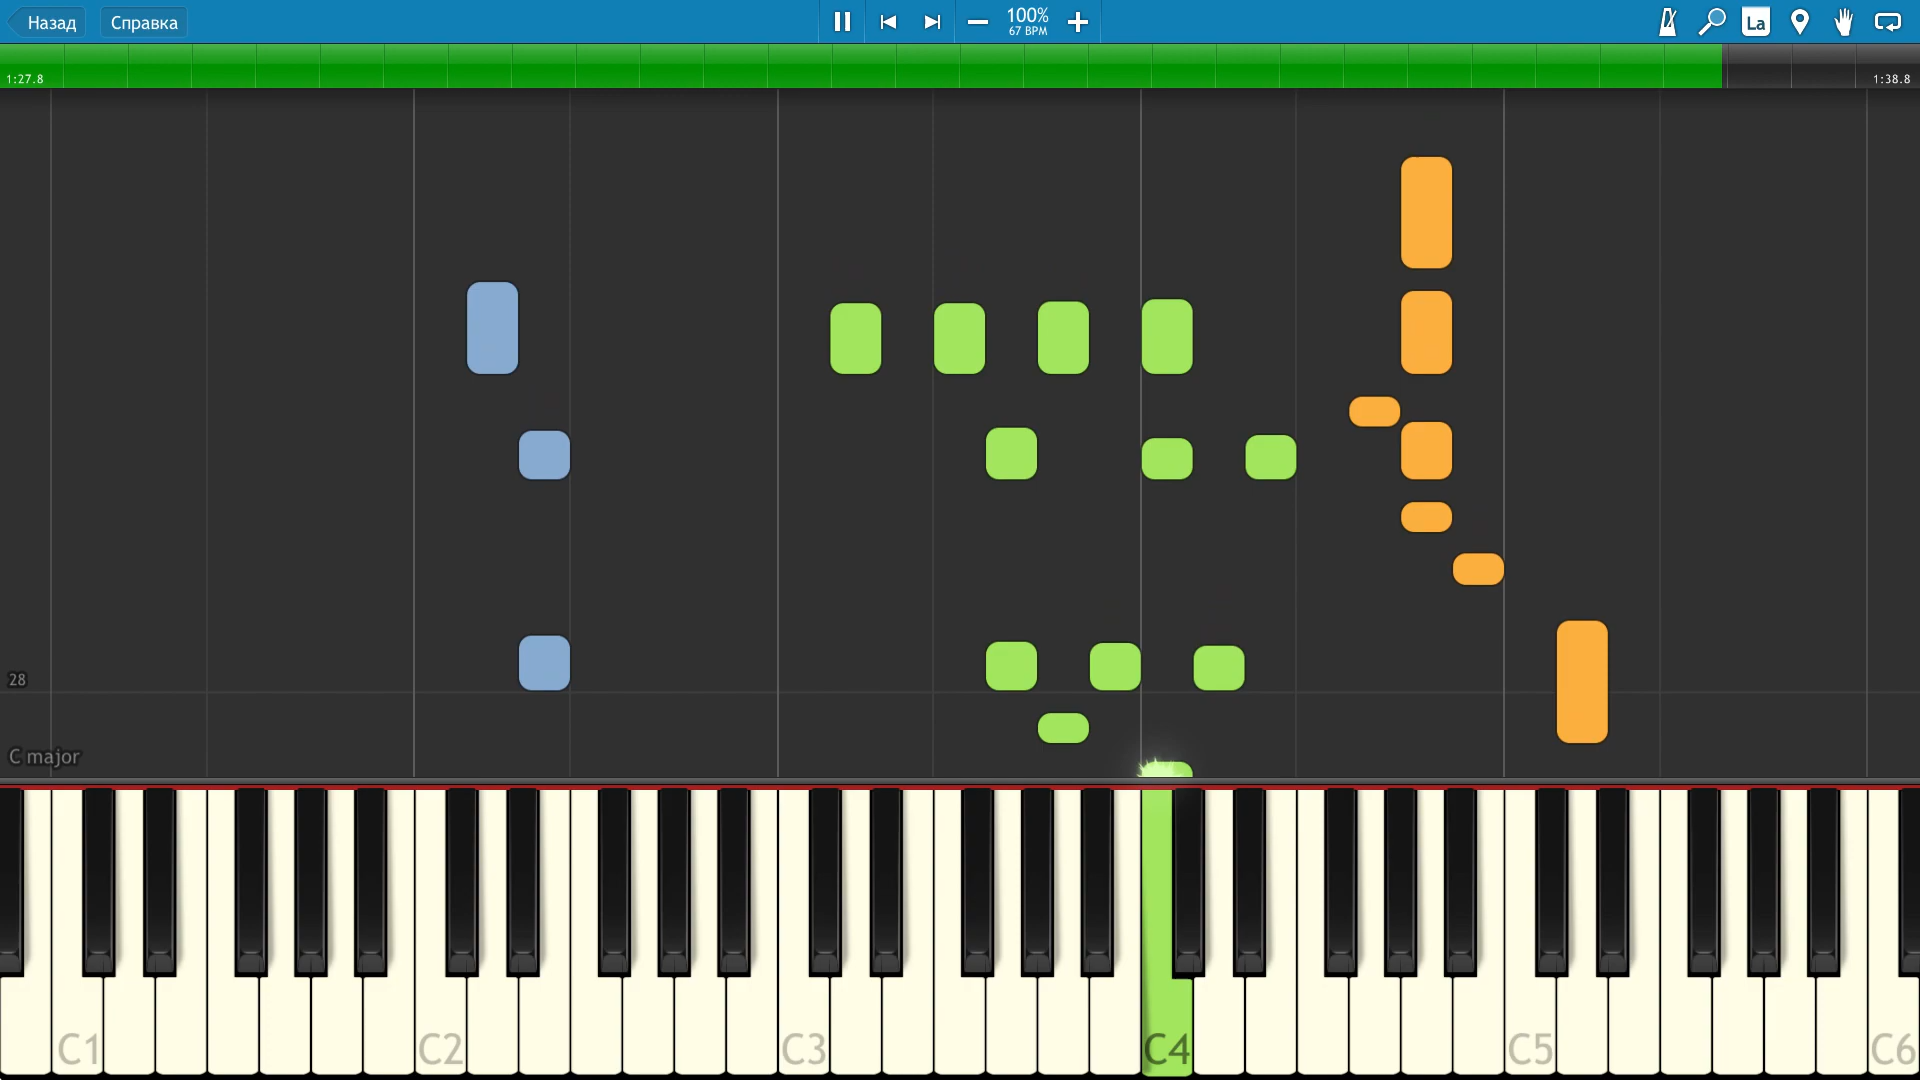 Назад
Справка
100%
67 BPM
La
1:27.8
1:38.8
28
C major
C1
C2
C3
C4
C5
C6